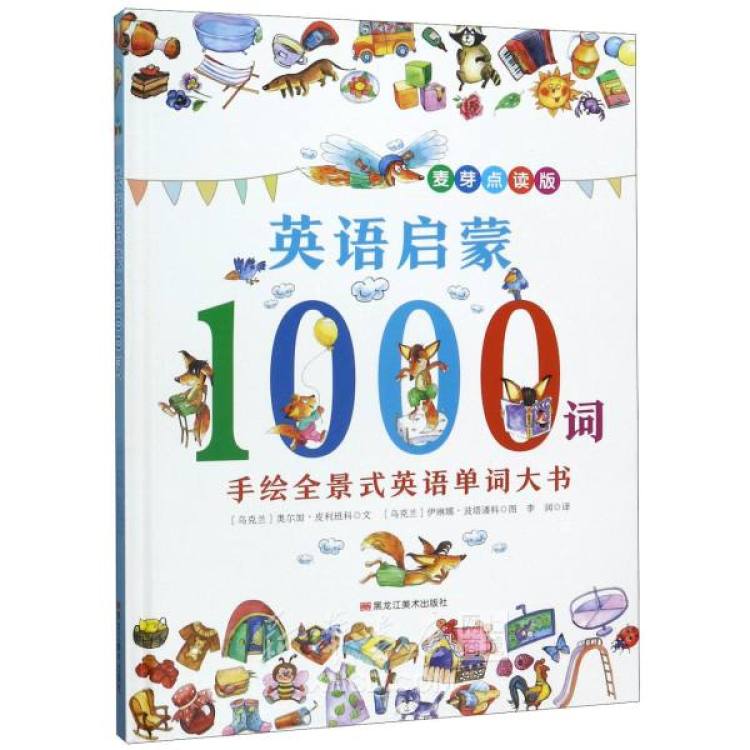 麦芽点读版
英语启蒙
1000词
手绘全景式英语单词大书
[乌克兰]奥尔加·皮利班科◎文 [乌克兰]伊琳娜·波塔潘科◎图 李润◎译
黑龙江美术出版社